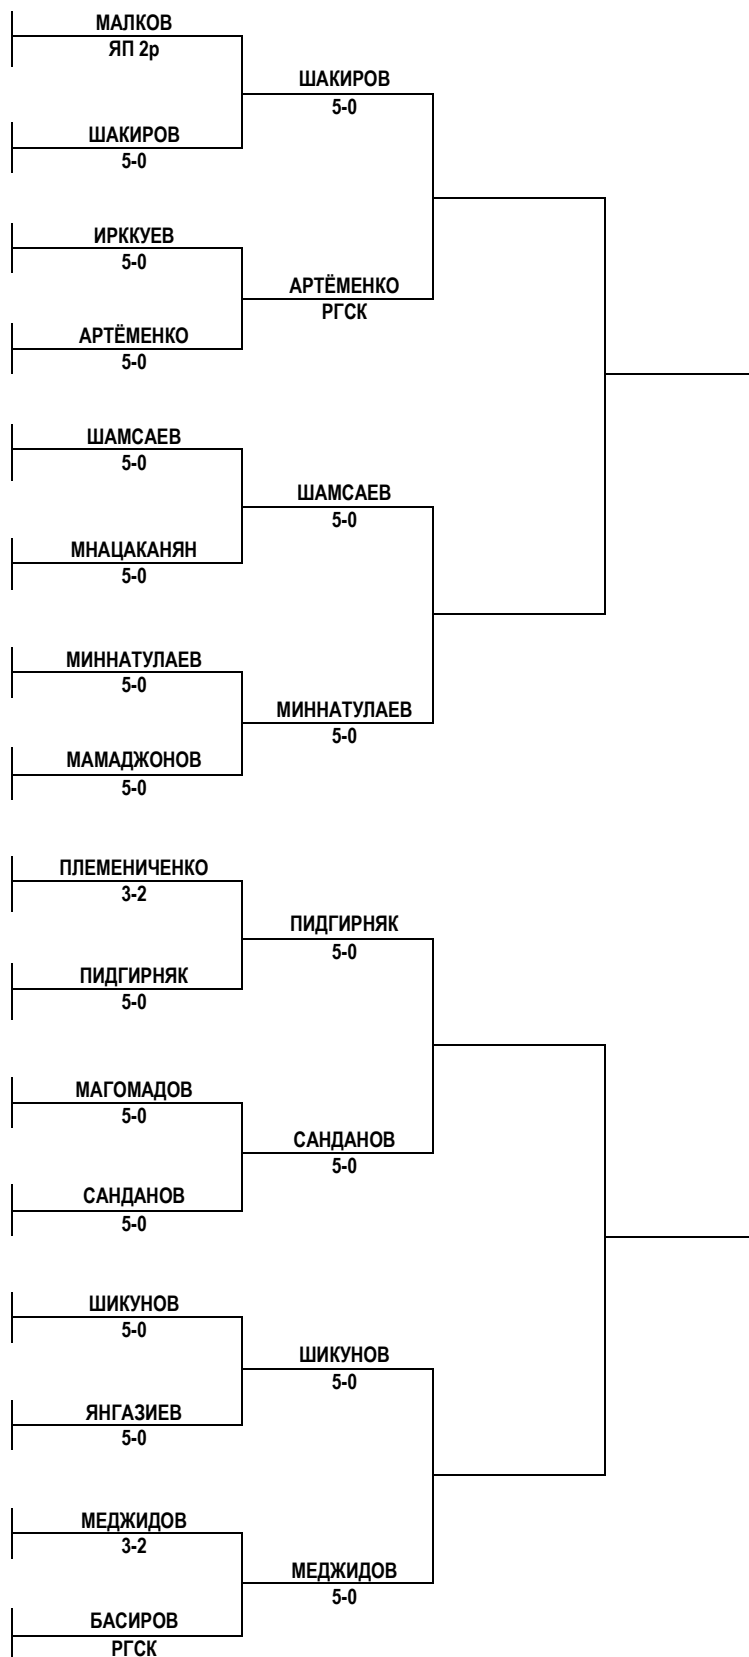 МАЛКОВ
ЯП 2р
ШАКИРОВ
5-0
ШАКИРОВ
5-0
ИРККУЕВ
5-0
АРТЁМЕНКО
РГСК
АРТЁМЕНКО
5-0
ШАМСАЕВ
5-0
ШАМСАЕВ
5-0
МНАЦАКАНЯН
5-0
МИННАТУЛАЕВ
5-0
МИННАТУЛАЕВ
5-0
МАМАДЖОНОВ
5-0
ПЛЕМЕНИЧЕНКО
3-2
ПИДГИРНЯК
5-0
ПИДГИРНЯК
5-0
МАГОМАДОВ
5-0
САНДАНОВ
5-0
САНДАНОВ
5-0
ШИКУНОВ
5-0
ШИКУНОВ
5-0
ЯНГАЗИЕВ
5-0
МЕДЖИДОВ
3-2
МЕДЖИДОВ
5-0
БАСИРОВ
РГСК